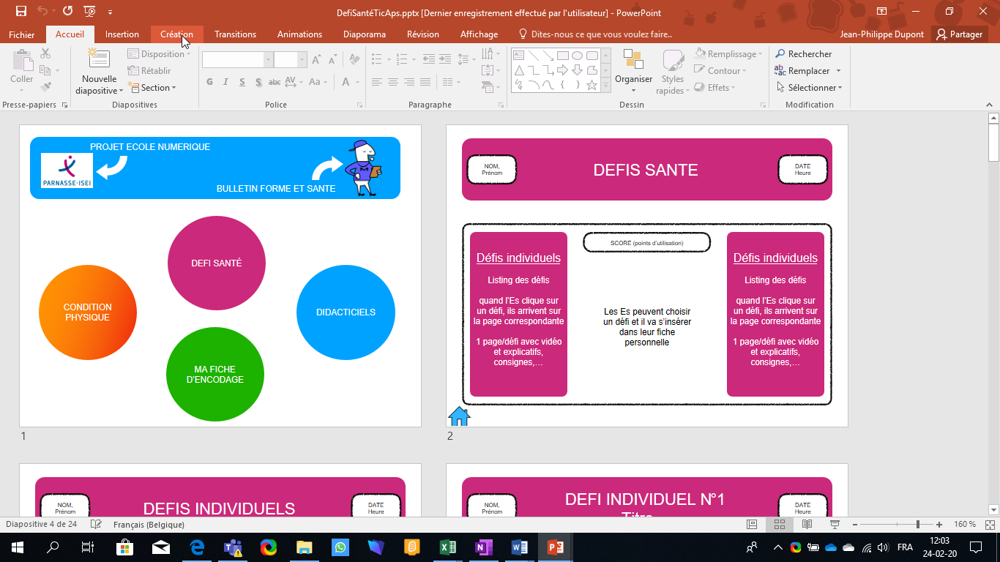 DefiSantéTicAps.pptx [Dernier enregistrement effectué par l'utilisateur] - PowerPoint
Fichier
Accueil
Insertion
Création
Transitions
Animations
Diaporama
Révision
Affichage
Dites-nous ce que vous voulez faire..
Jean-Philippe Dupont
Partager
Coller
Presse-papiers
Nouvelle
diapositive
Disposition
Rétablir
Section
Diapositives
G I S S abc AV Aa A
Police
Paragraphe
Organiser
Styles
rapides
Remplissage
Contour
Effets
Dessin
Rechercher
Remplacer
Sélectionner
Modification
PROJET ECOLE NUMERIQUE
PARNASSE-ISEI
BULLETIN FORME ET SANTE
DEFI SANTÉ
CONDITION
PHYSIQUE
DIDACTICIELS
MA FICHE
D'ENCODAGE
1
NOM,
Prénom
DEFIS SANTE
DATE
Heure
Défis individuels
Listing des défis
quand l'Es clique sur
un défi, ils arrivent sur
la page correspondante
1 page/défi avec vidéo
et explicatifs,
consignes,…
SCORE (points d'utilisation)
Les Es peuvent choisir
un défi et il va s'insérer
dans leur fiche
personnelle
Défis individuels
Listing des défis
quand l'Es clique sur
un défi, ils arrivent sur
la page correspondante
1 page/défi avec vidéo
et explicatifs,
consignes,…
2
NOM,
Prénom
DEFIS INDIVIDUELS
DATE
Heure
NOM,
Prénom
DEFI INDIVIDUEL N°1
Titre
DATE
Heure
Diapositive 4 de 24
Français (Belgique)
160 %
FRA
12:03
24-02-20